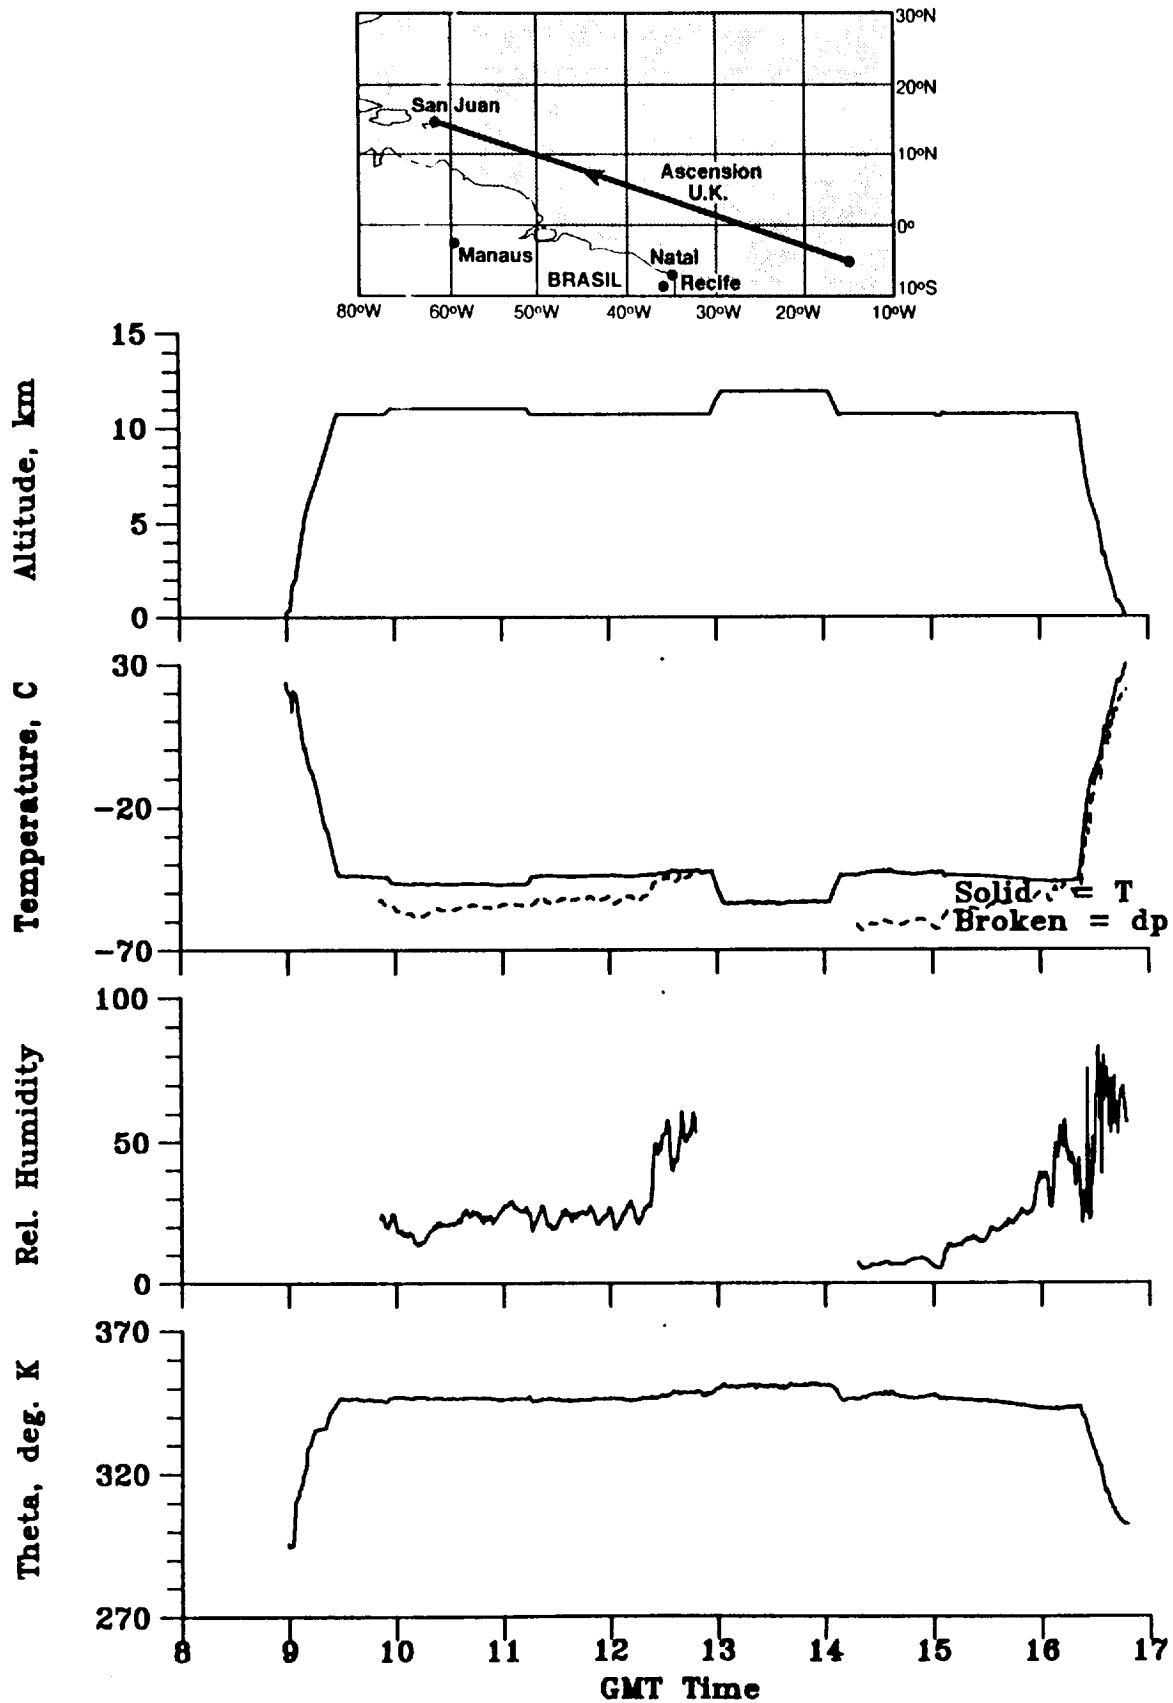 30°N
20°N
San Juan
10°N
Ascension
U.K.
0°
Manaus
Natal
BRASIL
Recife
10°S
80°W 60°W 50°W 40°W 30°W 20°W 10°W
Altitude, km
15
10
5
0
Temperature, C
30
-20
-70
Solid = T
Broken = dp
Rel. Humidity
100
50
0
Theta, deg. K
370
320
270
8 9 10 11 12 13 14 15 16 17
GMT Time